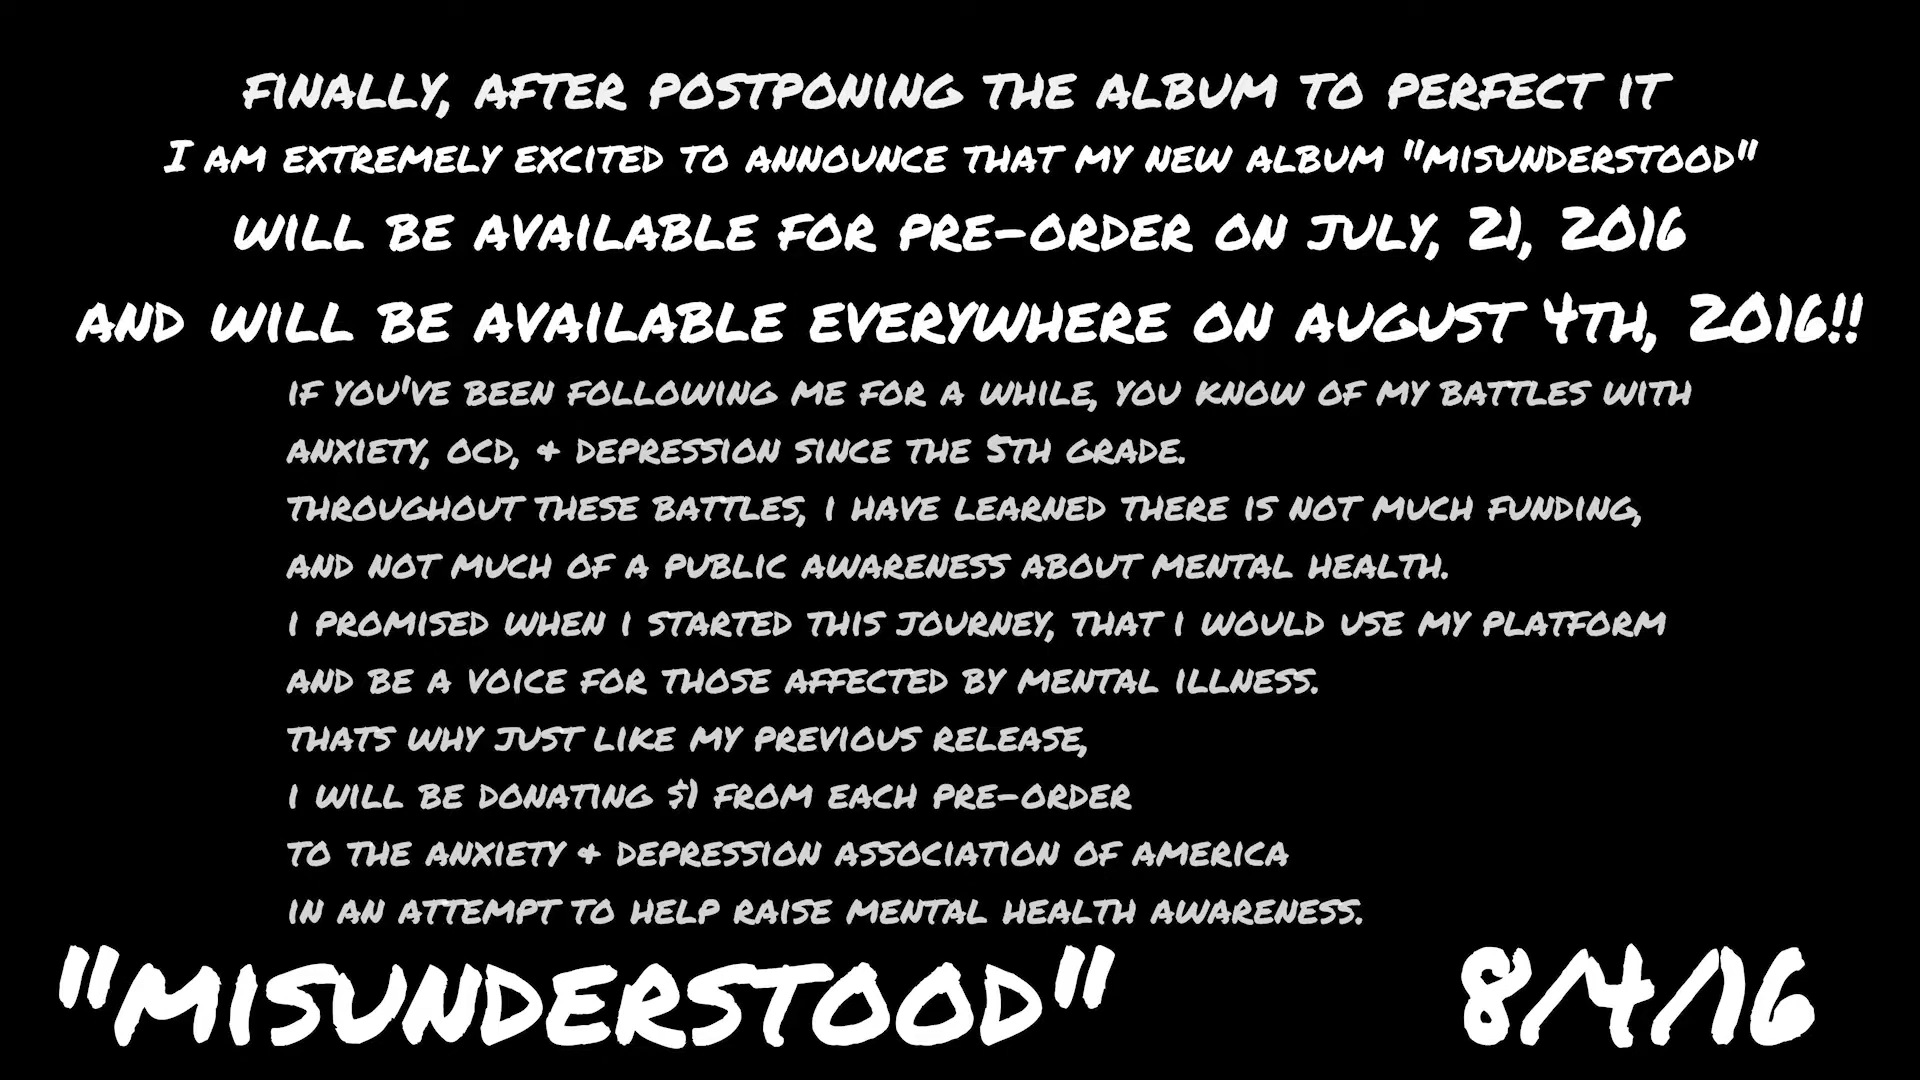 FINALLY, AFTER POSTPONING THE ALBUM TO PERFECT IT
I AM EXTREMELY EXCITED TO ANNOUNCE THAT MY NEW ALBUM "MISUNDERSTOOD"
WILL BE AVAILABLE FOR PRE-ORDER ON JULY, 21, 2016
AND WILL BE AVAILABLE EVERYWHERE ON AUGUST 4TH, 2016!!
IF YOU'VE BEEN FOLLOWING ME FOR A WHILE, YOU KNOW OF MY BATTLES WITH
ANXIETY, OCD, & DEPRESSION SINCE THE 5TH GRADE.
THROUGHOUT THESE BATTLES, I HAVE LEARNED THERE IS NOT MUCH FUNDING,
AND NOT MUCH OF A PUBLIC AWARENESS ABOUT MENTAL HEALTH.
I PROMISED WHEN I STARTED THIS JOURNEY, THAT I WOULD USE MY PLATFORM
AND BE A VOICE FOR THOSE AFFECTED BY MENTAL ILLNESS.
THATS WHY JUST LIKE MY PREVIOUS RELEASE,
I WILL BE DONATING $1 FROM EACH PRE-ORDER
TO THE ANXIETY & DEPRESSION ASSOCIATION OF AMERICA
IN AN ATTEMPT TO HELP RAISE MENTAL HEALTH AWARENESS.
"MISUNDERSTOOD" 8/4/16